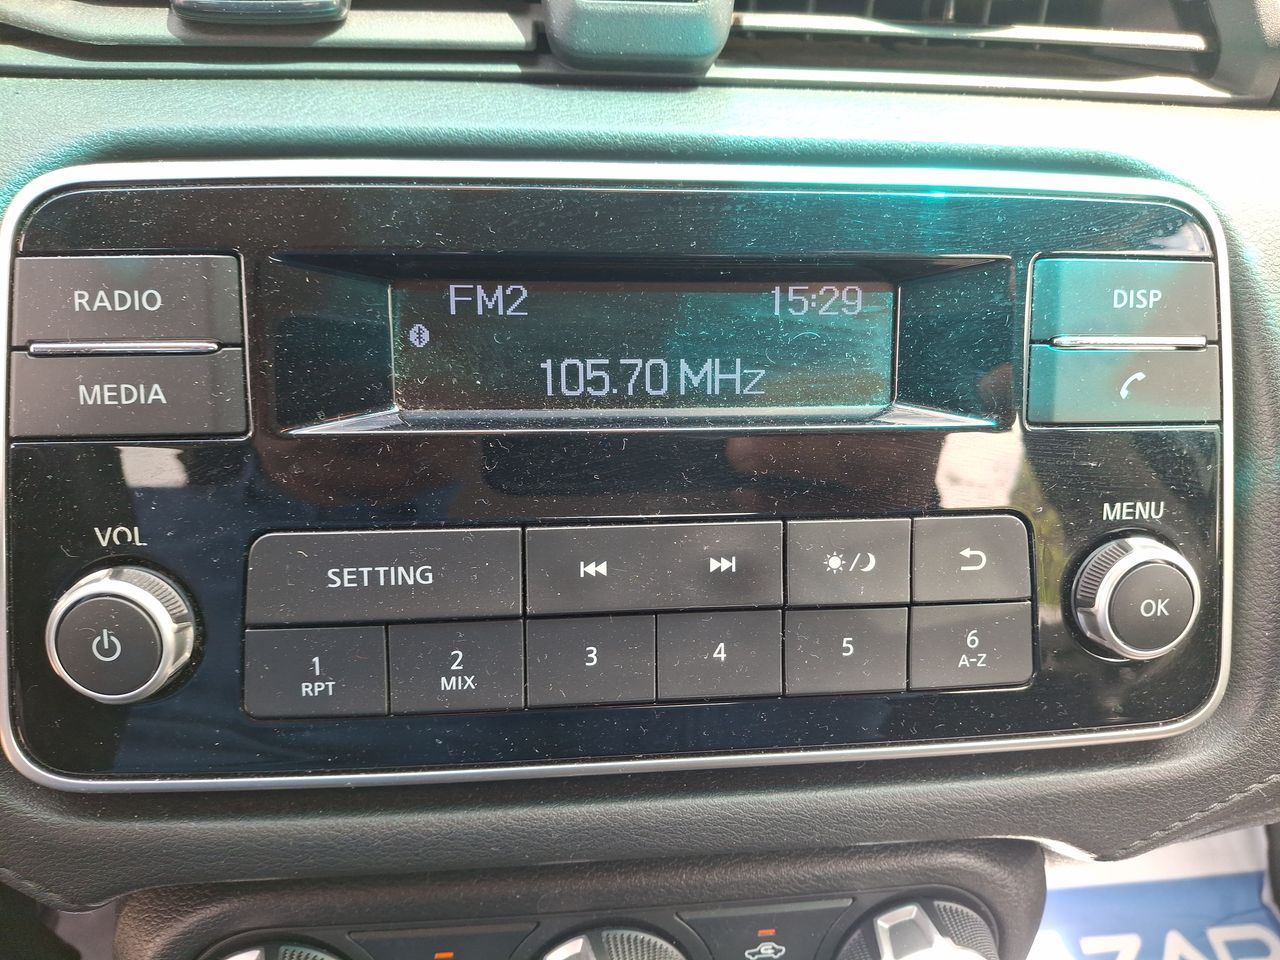 RADIO
MEDIA
FM2 15:29
105.70 MHz
DISP
VOL
MENU
SETTING
OK
1
RPT
2
MIX
3
4
5
6
A-Z